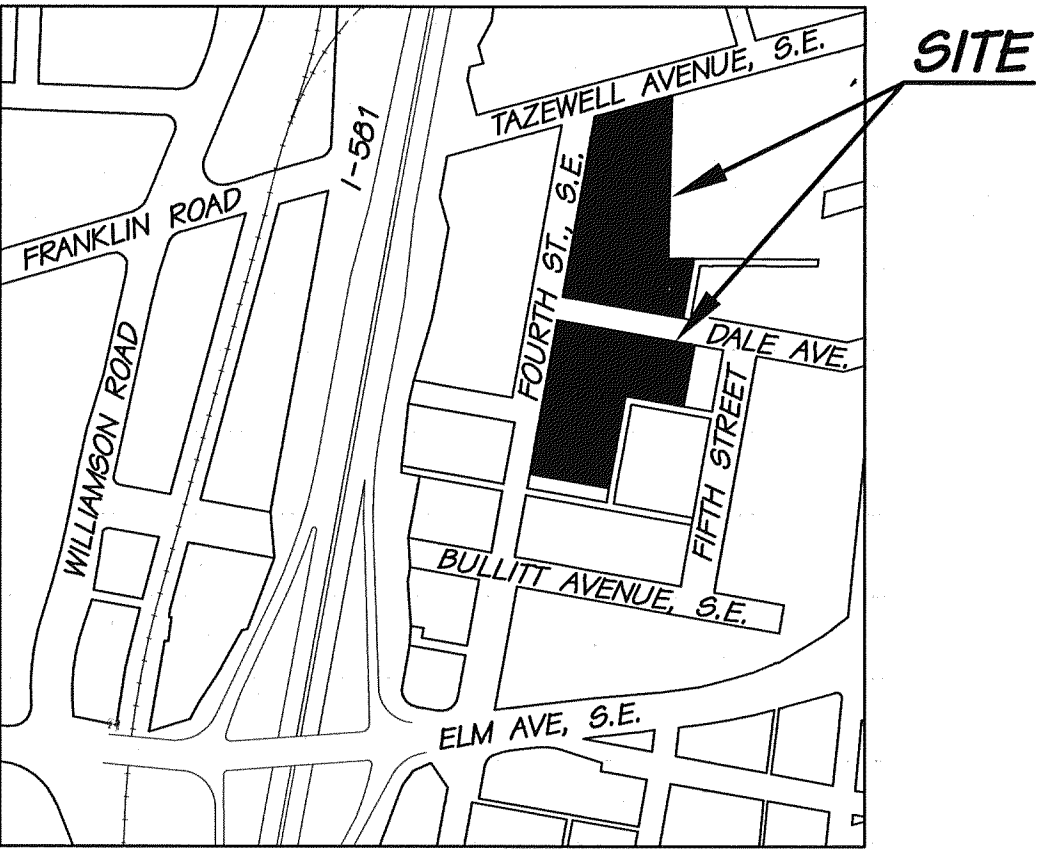 SITE
TAZEWELL AVENUE, S.E.
I-581
FRANKLIN ROAD
FOURTH ST., S.E.
WILLIAMSON ROAD
DALE AVE.
FIFTH STREET
BULLITT AVENUE, S.E.
ELM AVE, S.E.